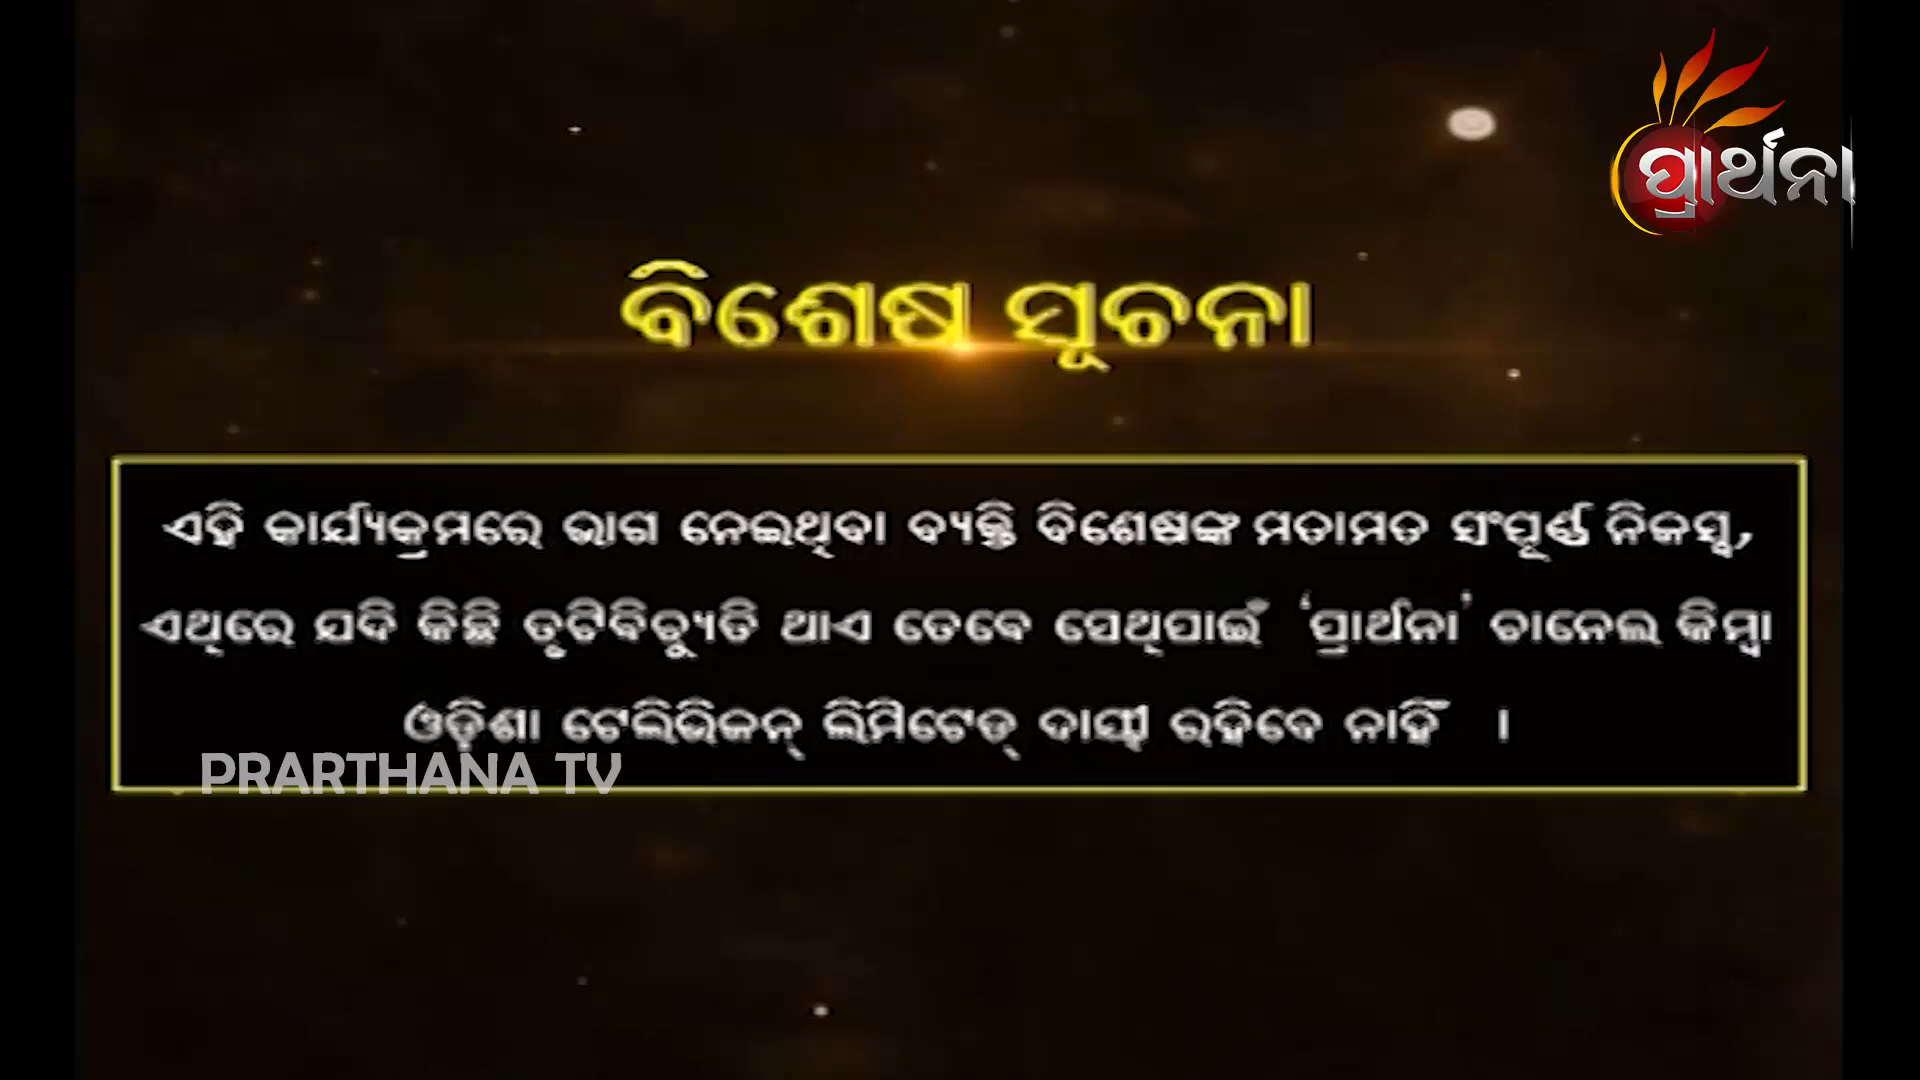 ପ୍ରାର୍ଥନା
ବିଶେଷ ସୂଚନା
ଏହି କାର୍ଯ୍ୟକ୍ରମରେ ଭାଗ ନେଇଥିବା ବ୍ୟକ୍ତି ବିଶେଷଙ୍କ ମତାମତ ସଂପୂର୍ଣ୍ଣ ନିଜସ୍ୱ,
ଏଥିରେ ଯଦି କିଛି ତୃଟିବିଚ୍ୟୁତି ଥାଏ ତେବେ ସେଥିପାଇଁ ‘ପ୍ରାର୍ଥନା’ ଚାନେଲ କିମ୍ବା
ଓଡ଼ିଶା ଟେଲିଭିଜନ୍ ଲିମିଟେଡ୍ ଦାୟୀ ରହିବେ ନାହିଁ ।
PRARTHANA TV